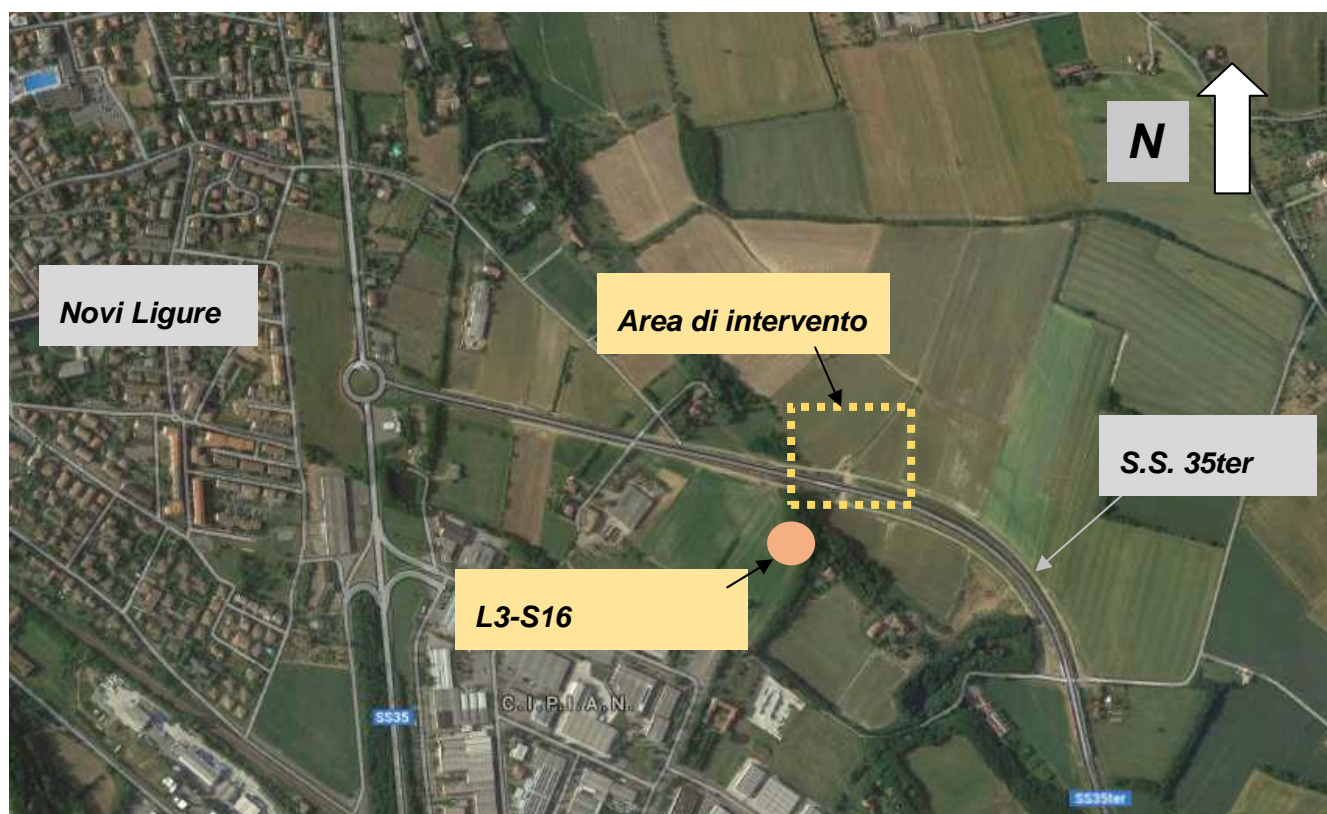 N
Novi Ligure
Area di intervento
S.S. 35ter
L3-S16
C.I.P.I.A.N.
SS35
SS35ter